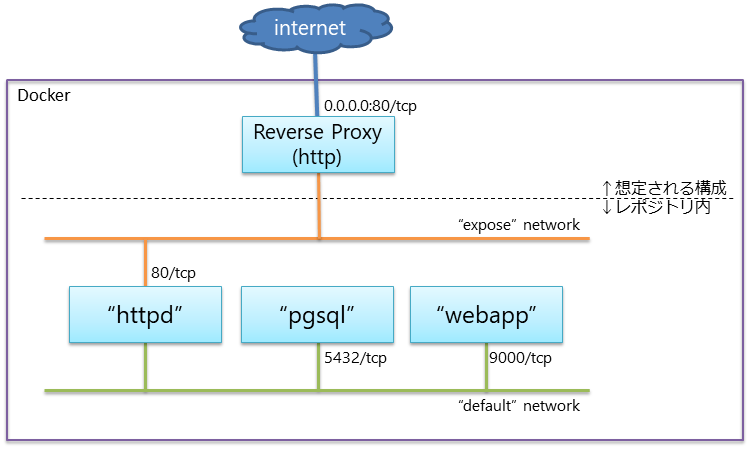 internet
Docker
0.0.0.0:80/tcp
Reverse Proxy
(http)
↑想定される構成
↓レポジトリ内
“expose” network
80/tcp
“httpd”
“pgsql”
“webapp”
5432/tcp
9000/tcp
“default” network